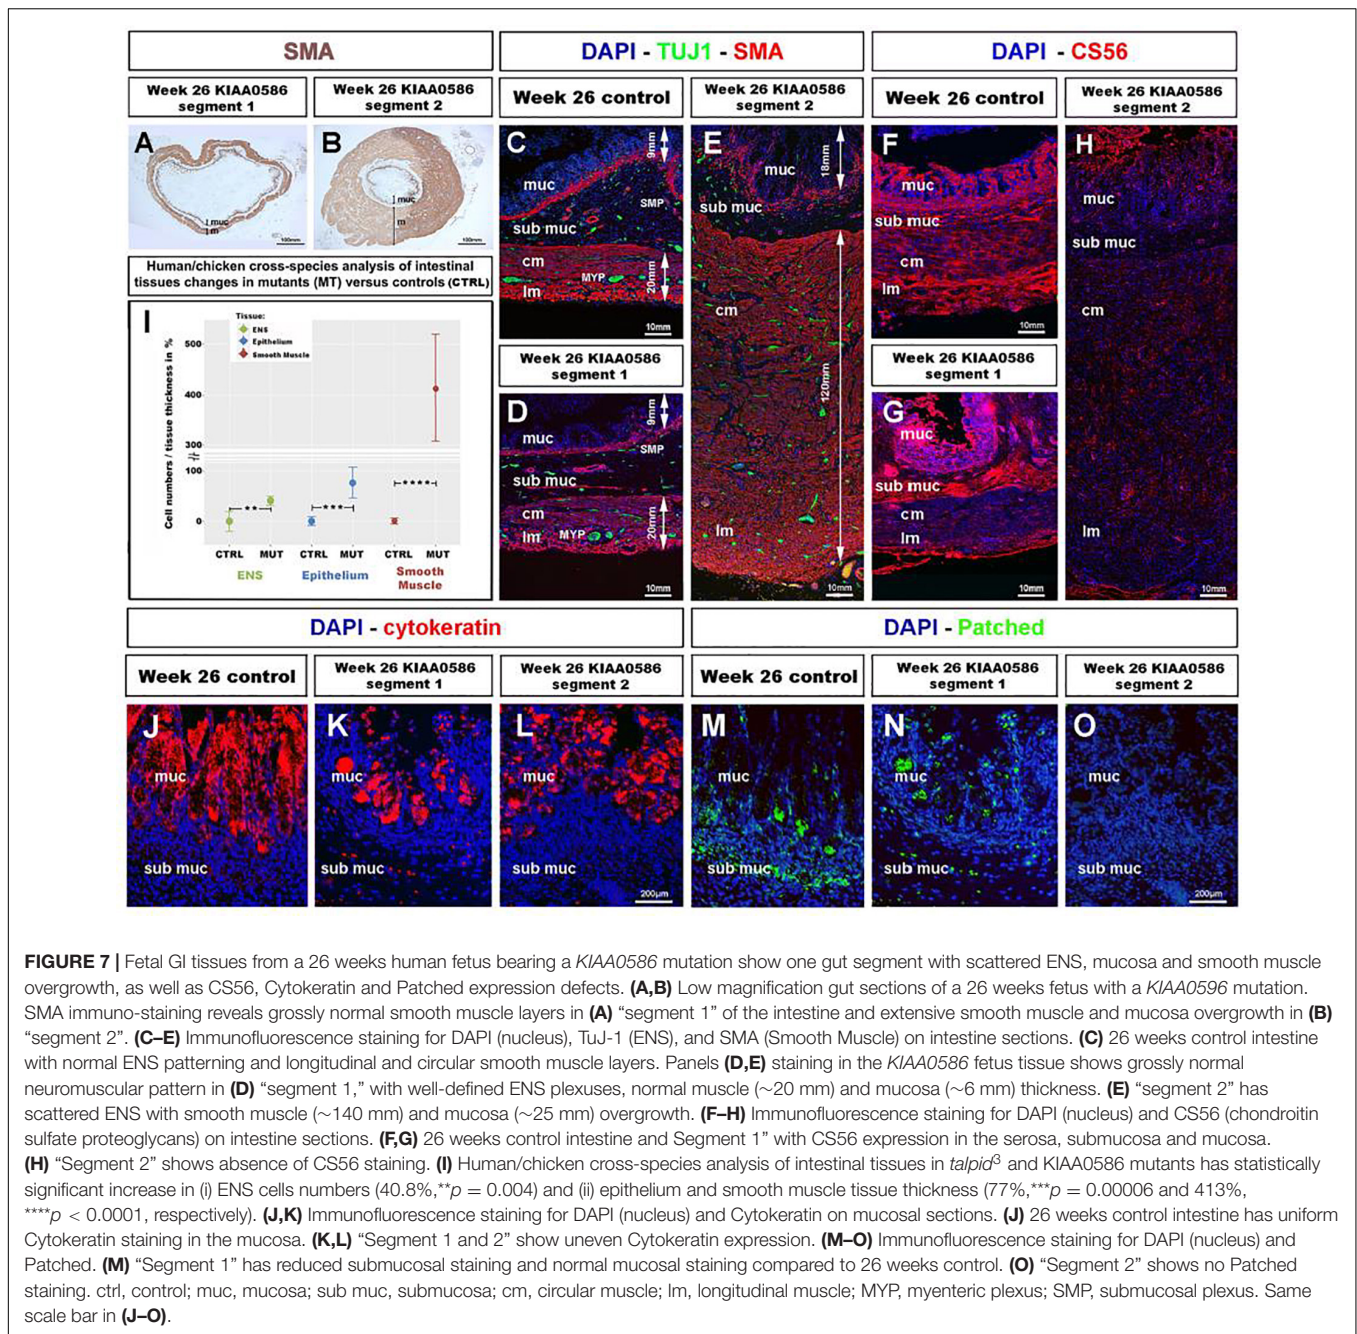 SMA
Week 26 KIAA0586
segment 1
Week 26 KIAA0586
segment 2
A
muc
m
100mm
B
muc
m
100mm
Human/chicken cross-species analysis of intestinal
tissues changes in mutants (MT) versus controls (CTRL)
I
Cell numbers / tissue thickness in %
Tissue:
ENS
Epithelium
Smooth Muscle
500
400
300
100
0
**
***
****
CTRL MUT CTRL MUT CTRL MUT
ENS
Epithelium
Smooth
Muscle
DAPI - TUJ1 - SMA
Week 26 control
Week 26 KIAA0586
segment 2
C
9mm
muc
SMP
sub muc
cm
MYP
20mm
lm
10mm
Week 26 KIAA0586
segment 1
D
9mm
muc
SMP
sub muc
cm
MYP
20mm
lm
10mm
E
muc
18mm
sub muc
cm
120mm
lm
10mm
DAPI - CS56
Week 26 control
Week 26 KIAA0586
segment 2
F
muc
sub muc
cm
lm
10mm
Week 26 KIAA0586
segment 1
G
muc
sub muc
cm
lm
10mm
H
muc
sub muc
cm
lm
10mm
DAPI - cytokeratin
Week 26 control
Week 26 KIAA0586
segment 1
Week 26 KIAA0586
segment 2
J
muc
sub muc
K
muc
sub muc
L
muc
sub muc
200µm
DAPI - Patched
Week 26 control
Week 26 KIAA0586
segment 1
Week 26 KIAA0586
segment 2
M
muc
sub muc
N
muc
sub muc
O
muc
sub muc
200µm
FIGURE 7 | Fetal GI tissues from a 26 weeks human fetus bearing a KIAA0586 mutation show one gut segment with scattered ENS, mucosa and smooth muscle
overgrowth, as well as CS56, Cytokeratin and Patched expression defects. (A,B) Low magnification gut sections of a 26 weeks fetus with a KIAA0596 mutation.
SMA immuno-staining reveals grossly normal smooth muscle layers in (A) “segment 1” of the intestine and extensive smooth muscle and mucosa overgrowth in (B)
“segment 2”. (C–E) Immunofluorescence staining for DAPI (nucleus), TuJ-1 (ENS), and SMA (Smooth Muscle) on intestine sections. (C) 26 weeks control intestine
with normal ENS patterning and longitudinal and circular smooth muscle layers. Panels (D,E) staining in the KIAA0586 fetus tissue shows grossly normal
neuromuscular pattern in (D) “segment 1,” with well-defined ENS plexuses, normal muscle (∼20 mm) and mucosa (∼6 mm) thickness. (E) “segment 2” has
scattered ENS with smooth muscle (∼140 mm) and mucosa (∼25 mm) overgrowth. (F–H) Immunofluorescence staining for DAPI (nucleus) and CS56 (chondroitin
sulfate proteoglycans) on intestine sections. (F,G) 26 weeks control intestine and Segment 1” with CS56 expression in the serosa, submucosa and mucosa.
(H) “Segment 2” shows absence of CS56 staining. (I) Human/chicken cross-species analysis of intestinal tissues in talpid³ and KIAA0586 mutants has statistically
significant increase in (i) ENS cells numbers (40.8%,**p = 0.004) and (ii) epithelium and smooth muscle tissue thickness (77%,***p = 0.00006 and 413%,
****p < 0.0001, respectively). (J,K) Immunofluorescence staining for DAPI (nucleus) and Cytokeratin on mucosal sections. (J) 26 weeks control intestine has uniform
Cytokeratin staining in the mucosa. (K,L) “Segment 1 and 2” show uneven Cytokeratin expression. (M–O) Immunofluorescence staining for DAPI (nucleus) and
Patched. (M) “Segment 1” has reduced submucosal staining and normal mucosal staining compared to 26 weeks control. (O) “Segment 2” shows no Patched
staining. ctrl, control; muc, mucosa; sub muc, submucosa; cm, circular muscle; lm, longitudinal muscle; MYP, myenteric plexus; SMP, submucosal plexus. Same
scale bar in (J–O).